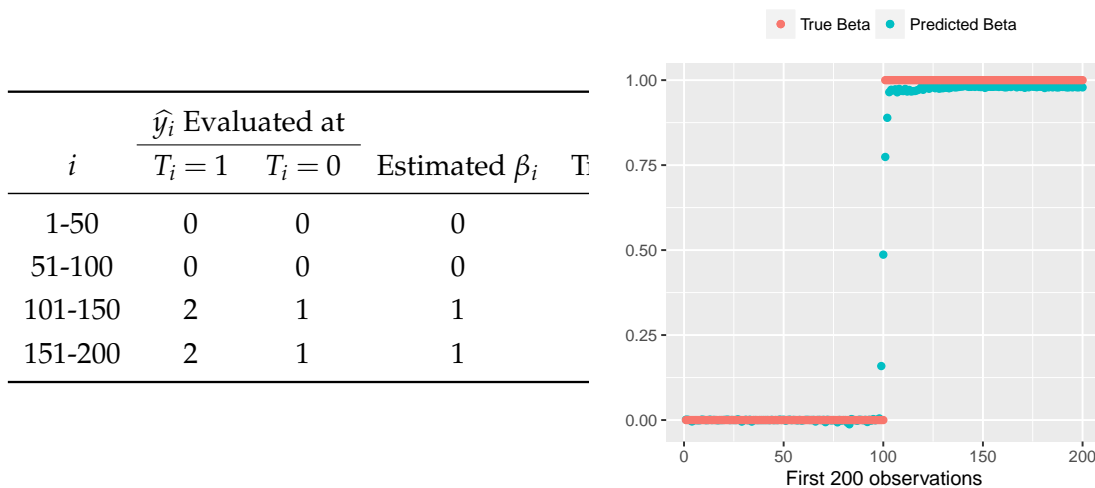 ŷᵢ Evaluated at
i Tᵢ = 1 Tᵢ = 0 Estimated βᵢ
1-50 0 0 0
51-100 0 0 0
101-150 2 1 1
151-200 2 1 1
True Beta Predicted Beta
1.00
0.75
0.50
0.25
0.00
0 50 100 150 200
First 200 observations